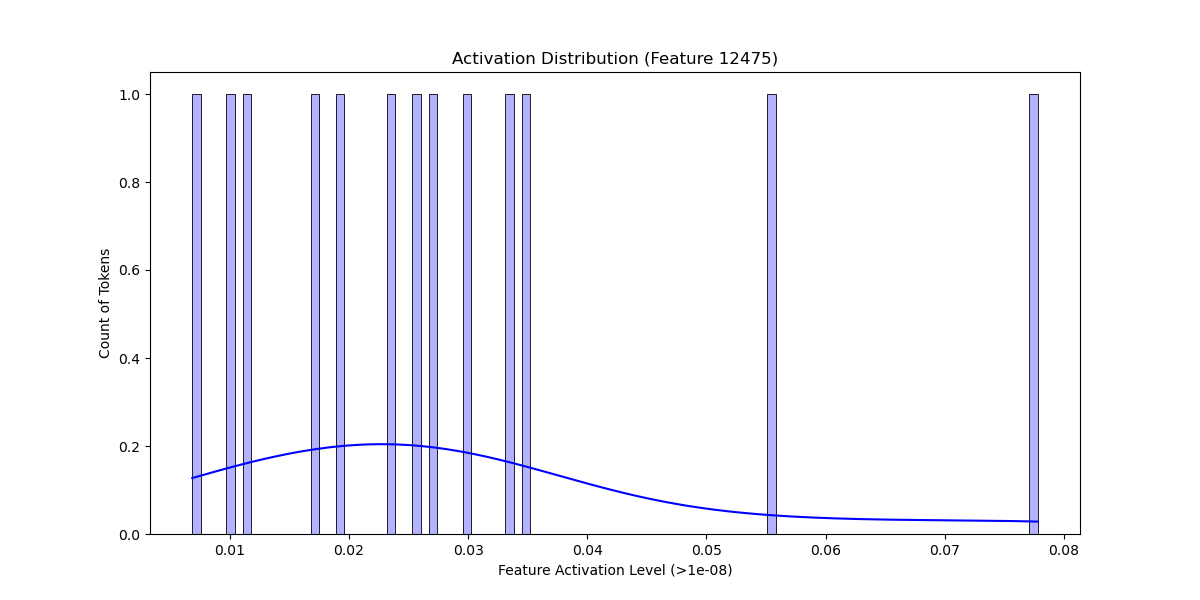 Activation Distribution (Feature 12475)
1.0
0.8
0.6
0.4
0.2
0.0
Count of Tokens
0.01 0.02 0.03 0.04 0.05 0.06 0.07 0.08
Feature Activation Level (>1e-08)